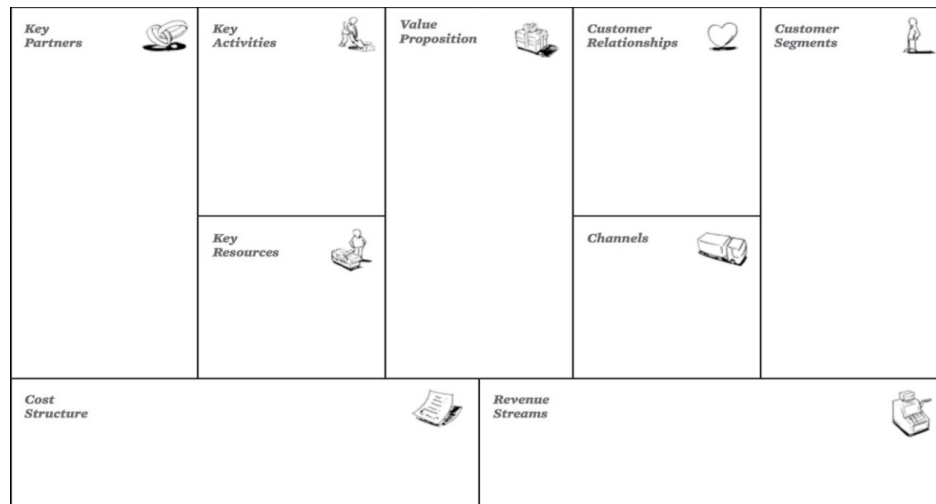 Key
Partners
Key
Activities
Value
Proposition
Customer
Relationships
Customer
Segments
Key
Resources
Channels
Cost
Structure
Revenue
Streams